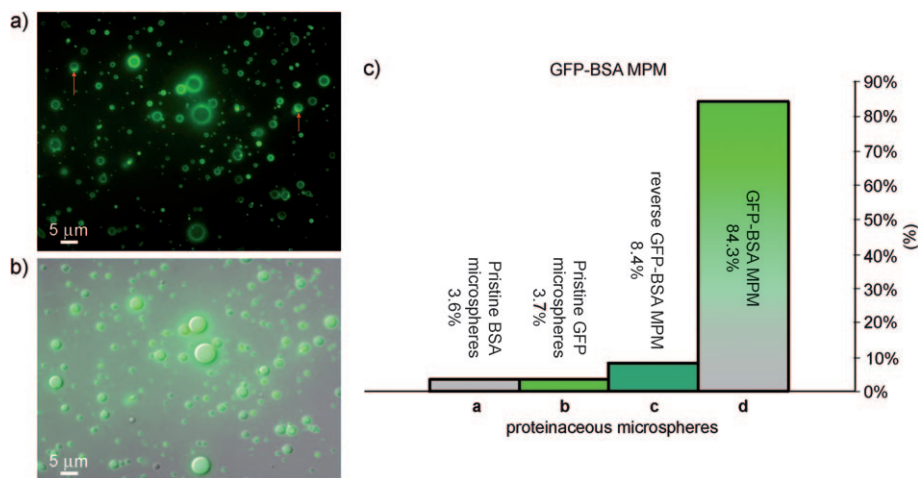 a)
5 μm
b)
5 μm
c)
GFP-BSA MPM
90%
80%
70%
60%
50%
40%
30%
20%
10%
0%
(%)
Pristine BSA
microspheres
3.6%
Pristine GFP
microspheres
3.7%
reverse GFP-BSA MPM
8.4%
GFP-BSA MPM
84.3%
a b c d
proteinaceous microspheres